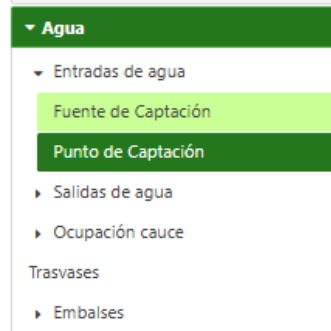 Agua
Entradas de agua
Fuente de Captación
Punto de Captación
Salidas de agua
Ocupación cauce
Trasvases
Embalses